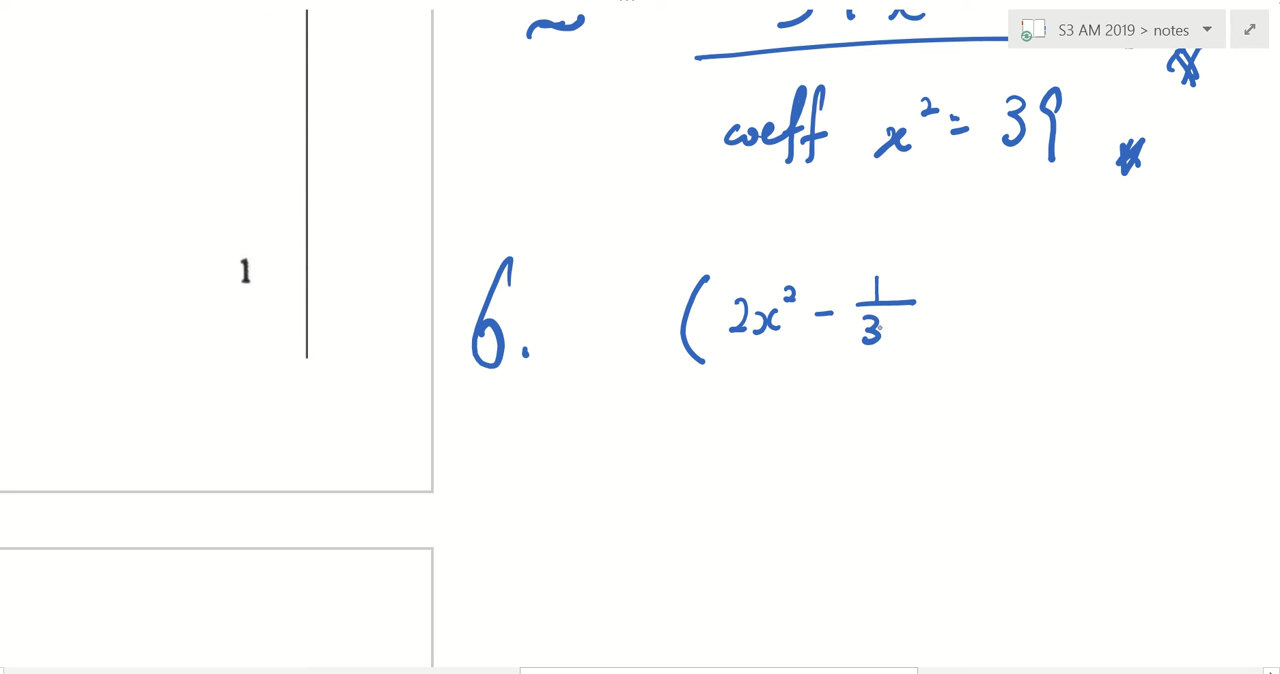 S3 AM 2019 > notes
coeff x² = 39
1
6. (2x² - 1/3